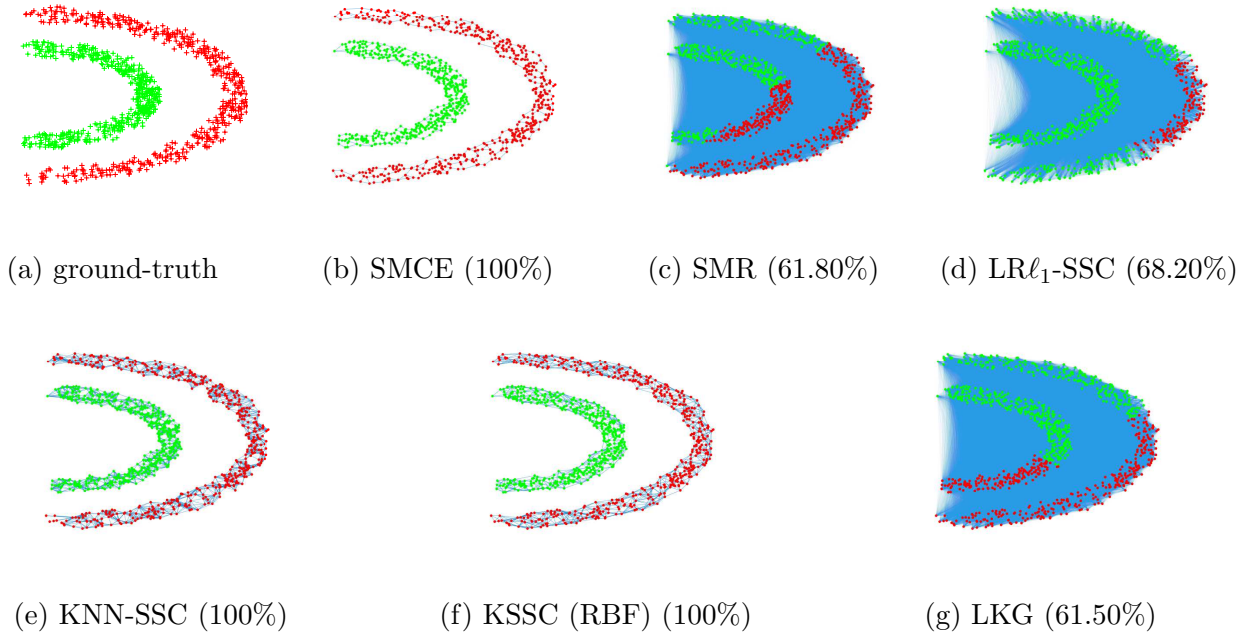 (a) ground-truth
(b) SMCE (100%)
(c) SMR (61.80%)
(d) LRℓ₁-SSC (68.20%)
(e) KNN-SSC (100%)
(f) KSSC (RBF) (100%)
(g) LKG (61.50%)